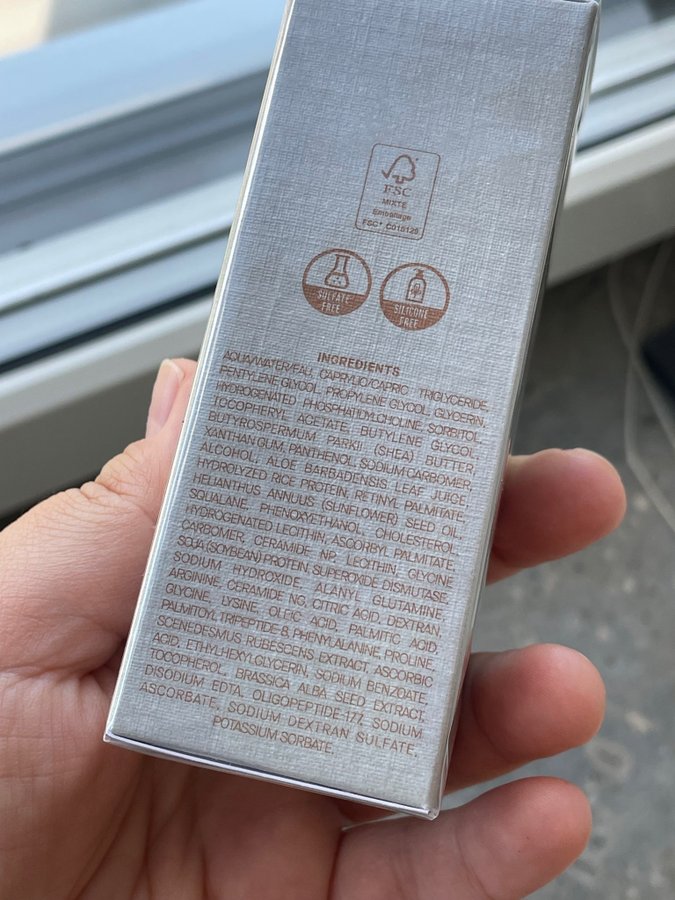 FSC
MIXTE
Emballage
FSC® C015125
SULFATE
FREE
SILICONE
FREE
INGREDIENTS
AQUA/WATER/EAU, CAPRYLIC/CAPRIC TRIGLYCERIDE,
PENTYLENE GLYCOL, PROPYLENE GLYCOL, GLYCERIN,
HYDROGENATED PHOSPHATIDYLCHOLINE, SORBITOL,
TOCOPHERYL ACETATE, BUTYLENE GLYCOL,
BUTYROSPERMUM PARKII (SHEA) BUTTER,
XANTHAN GUM, PANTHENOL, SODIUM CARBOMER,
ALCOHOL, ALOE BARBADENSIS LEAF JUICE,
HYDROLYZED RICE PROTEIN, RETINYL PALMITATE,
HELIANTHUS ANNUUS (SUNFLOWER) SEED OIL,
SQUALANE, PHENOXYETHANOL, CHOLESTEROL,
HYDROGENATED LECITHIN, ASCORBYL PALMITATE,
CARBOMER, CERAMIDE NP, LECITHIN, GLYCINE
SOJA (SOYBEAN) PROTEIN, SUPEROXIDE DISMUTASE,
SODIUM HYDROXIDE, ALANYL GLUTAMINE,
ARGININE, CERAMIDE NG, CITRIC ACID, DEXTRAN,
GLYCINE, LYSINE, OLEIC ACID, PALMITIC ACID,
PALMITOYL TRIPEPTIDE-8, PHENYLALANINE, PROLINE,
SCENEDESMUS RUBESCENS EXTRACT, ASCORBIC
ACID, ETHYLHEXYLGLYCERIN, SODIUM BENZOATE,
TOCOPHEROL, BRASSICA ALBA SEED EXTRACT,
DISODIUM EDTA, OLIGOPEPTIDE-177, SODIUM
ASCORBATE, SODIUM DEXTRAN SULFATE,
POTASSIUM SORBATE.